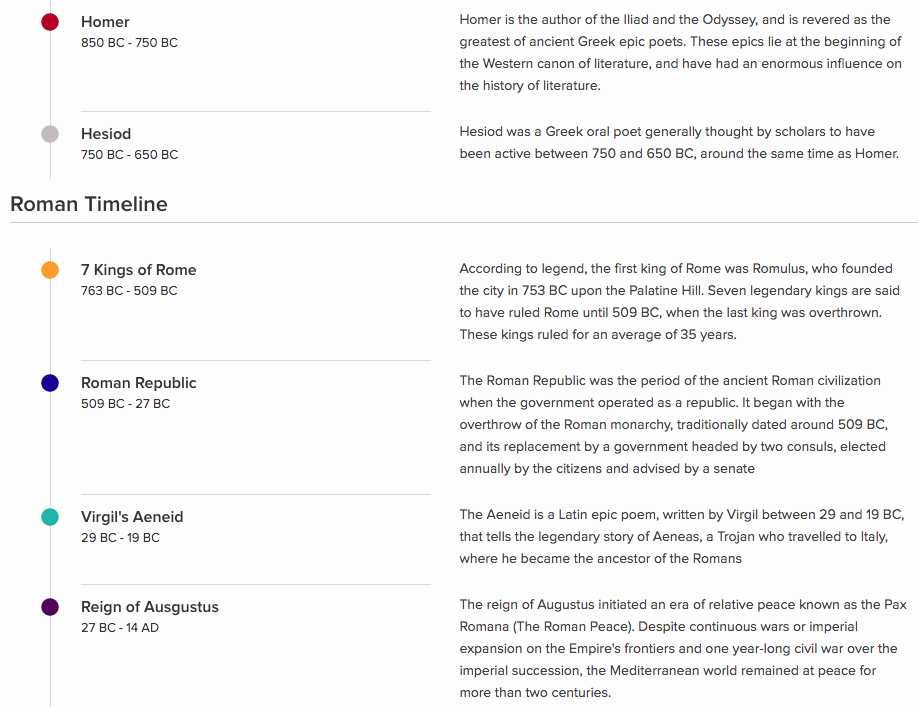 Homer
850 BC - 750 BC
Homer is the author of the Iliad and the Odyssey, and is revered as the
greatest of ancient Greek epic poets. These epics lie at the beginning of
the Western canon of literature, and have had an enormous influence on
the history of literature.
Hesiod
750 BC - 650 BC
Hesiod was a Greek oral poet generally thought by scholars to have
been active between 750 and 650 BC, around the same time as Homer.
Roman Timeline
7 Kings of Rome
763 BC - 509 BC
According to legend, the first king of Rome was Romulus, who founded
the city in 753 BC upon the Palatine Hill. Seven legendary kings are said
to have ruled Rome until 509 BC, when the last king was overthrown.
These kings ruled for an average of 35 years.
Roman Republic
509 BC - 27 BC
The Roman Republic was the period of the ancient Roman civilization
when the government operated as a republic. It began with the
overthrow of the Roman monarchy, traditionally dated around 509 BC,
and its replacement by a government headed by two consuls, elected
annually by the citizens and advised by a senate
Virgil's Aeneid
29 BC - 19 BC
The Aeneid is a Latin epic poem, written by Virgil between 29 and 19 BC,
that tells the legendary story of Aeneas, a Trojan who travelled to Italy,
where he became the ancestor of the Romans
Reign of Ausgustus
27 BC - 14 AD
The reign of Augustus initiated an era of relative peace known as the Pax
Romana (The Roman Peace). Despite continuous wars or imperial
expansion on the Empire's frontiers and one year-long civil war over the
imperial succession, the Mediterranean world remained at peace for
more than two centuries.